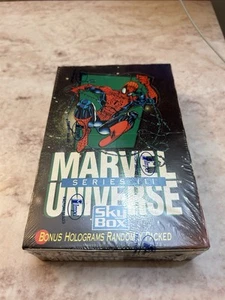 MARVEL
SERIES III
UNIVERSE
SkyBox
BONUS HOLOGRAMS RANDOMLY PACKED